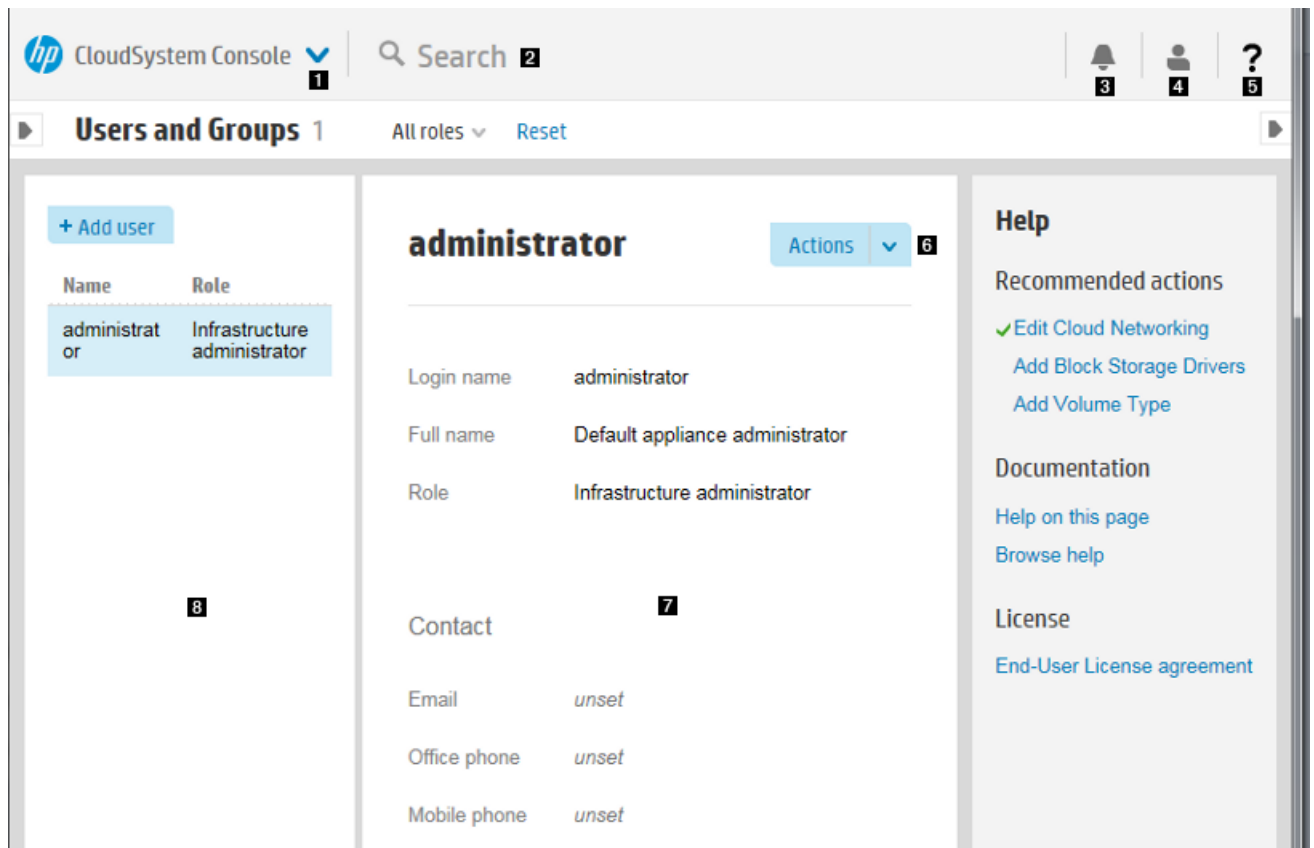 hp CloudSystem Console 1 Search 2
3 4 ? 5
Users and Groups 1 All roles Reset
+ Add user
Name Role
administrat
or
Infrastructure
administrator
8
administrator Actions 6
Login name administrator
Full name Default appliance administrator
Role Infrastructure administrator
7
Contact
Email unset
Office phone unset
Mobile phone unset
Help
Recommended actions
Edit Cloud Networking
Add Block Storage Drivers
Add Volume Type
Documentation
Help on this page
Browse help
License
End-User License agreement